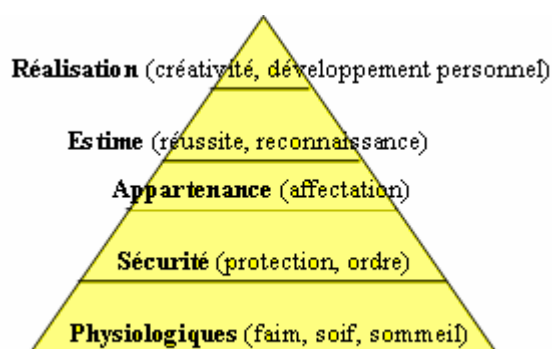 Réalisation (créativité, développement personnel)
Estime (réussite, reconnaissance)
Appartenance (affectation)
Sécurité (protection, ordre)
Physiologiques (faim, soif, sommeil)